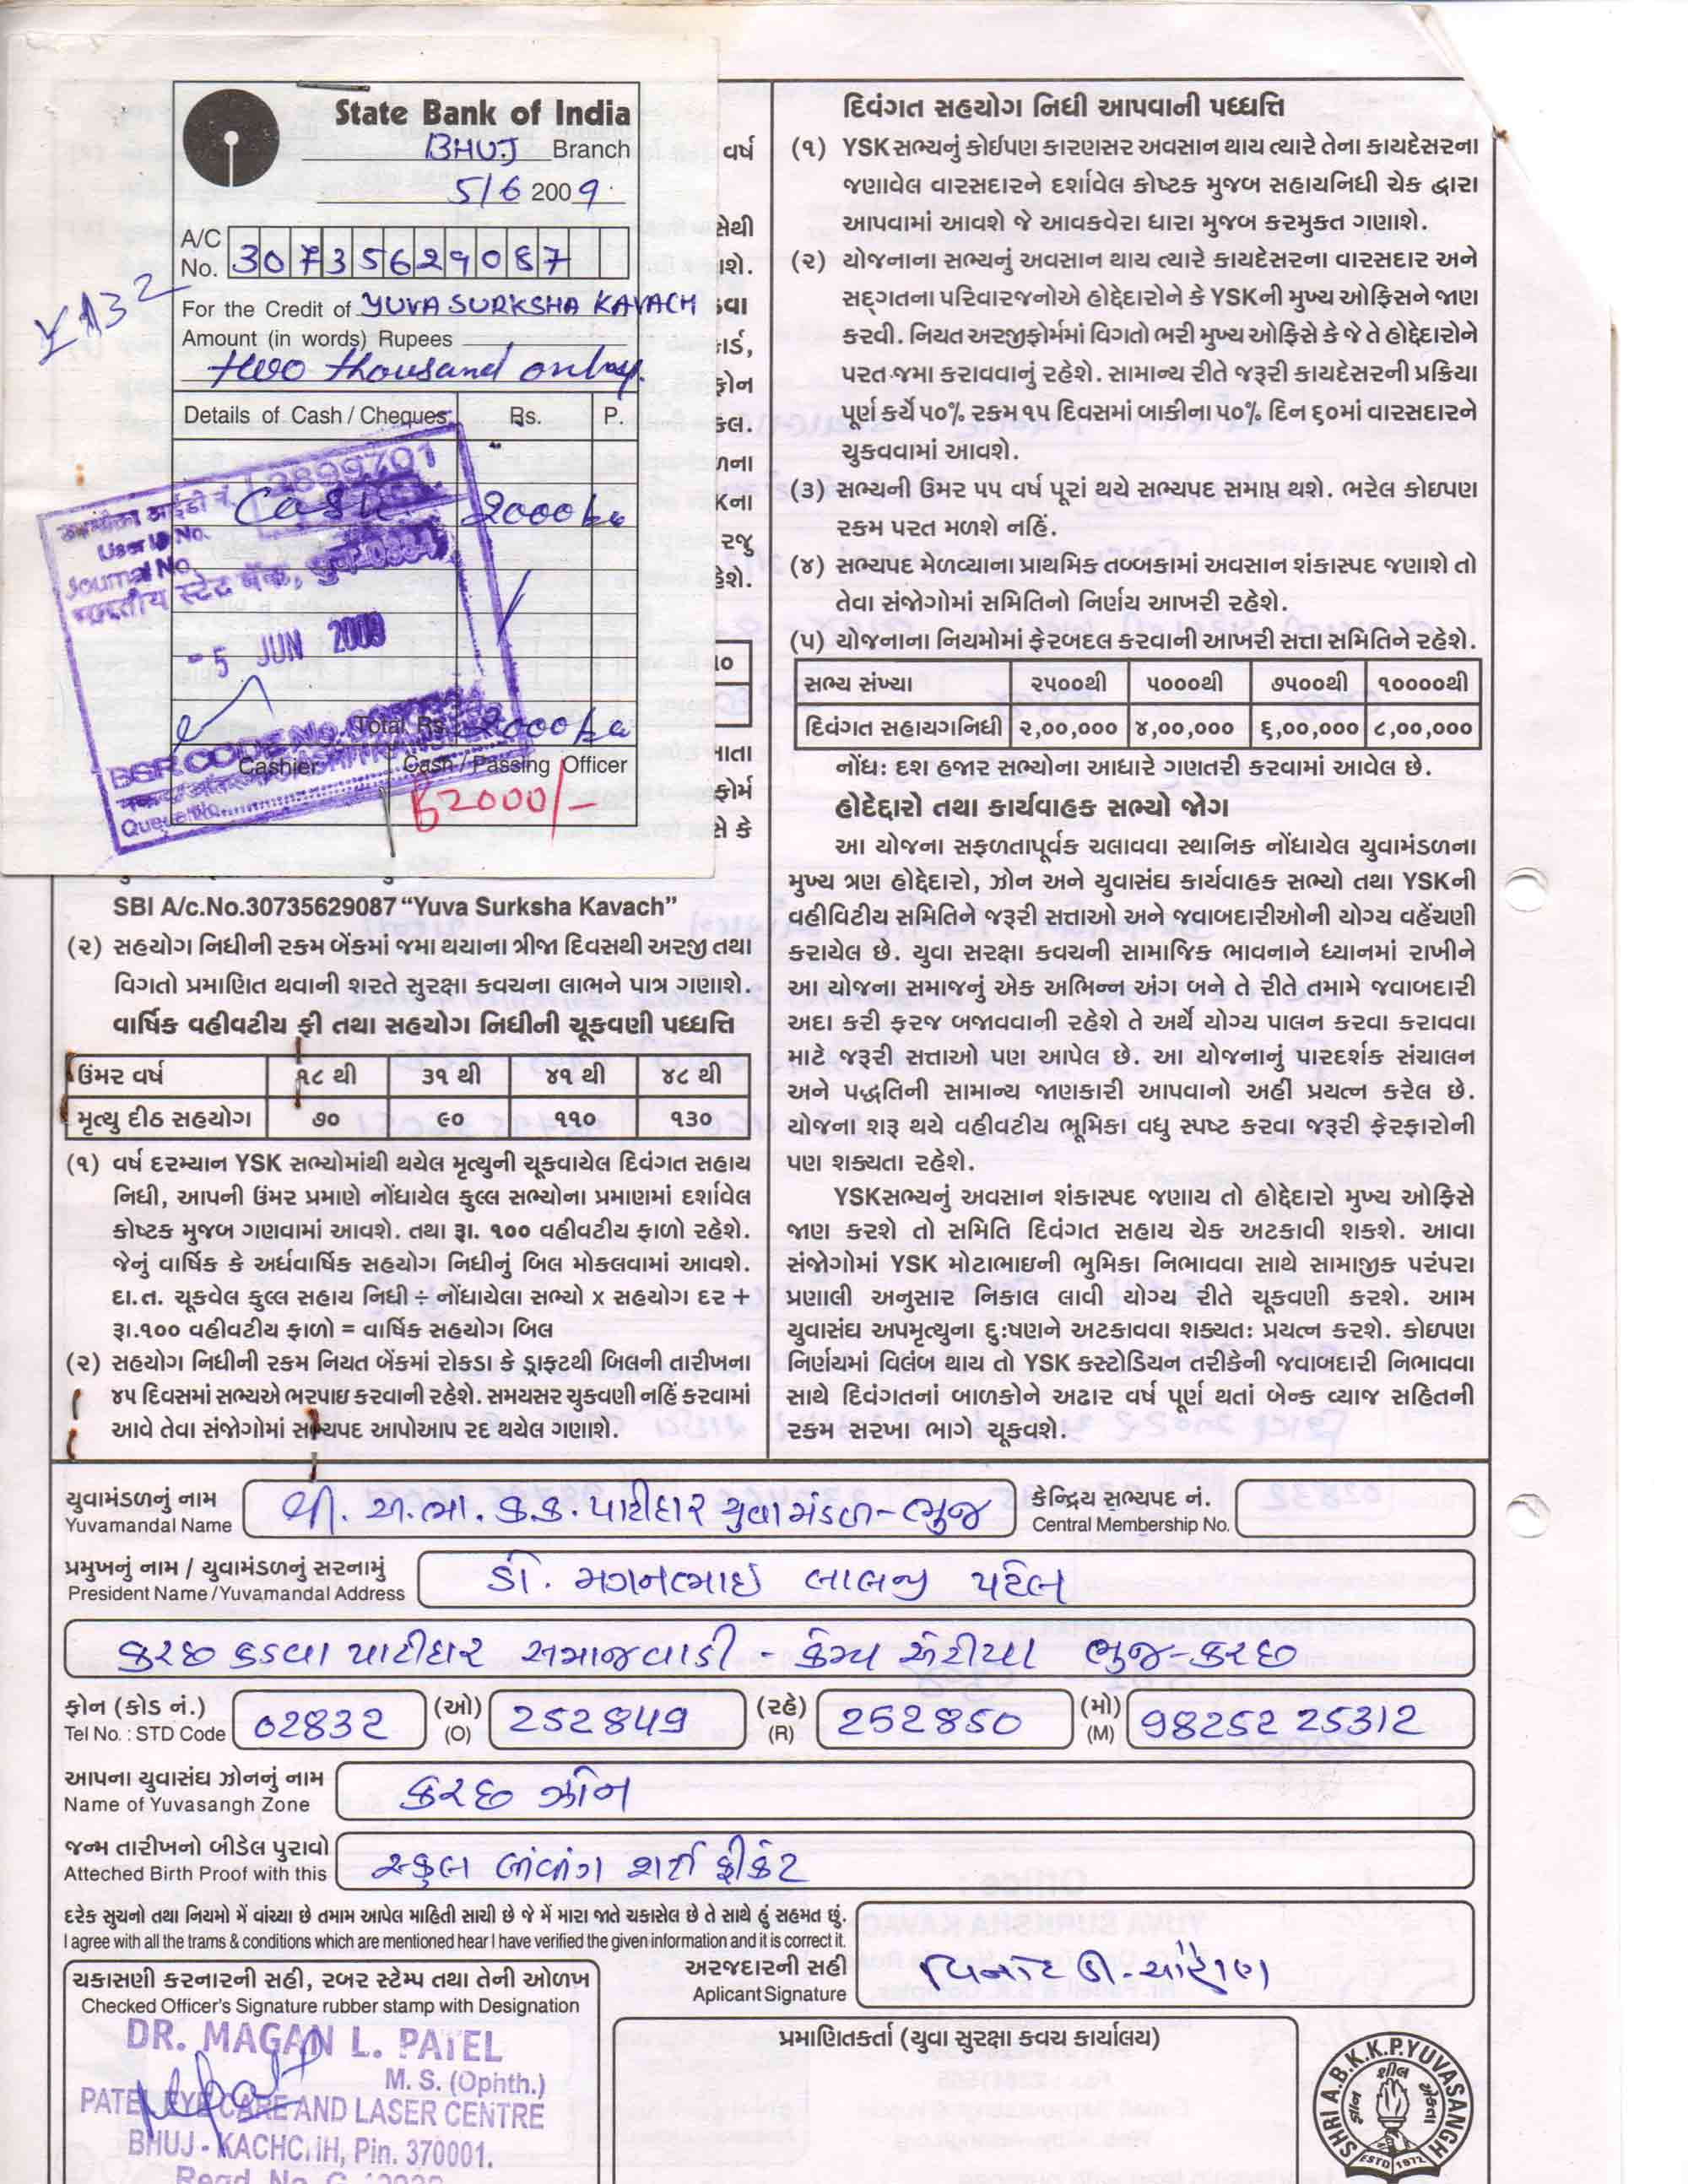 State Bank of India
BHUJ Branch
5/6 2009
A/C No. 30735629087
For the Credit of YUVA SURKSHA KAVACH
Amount (in words) Rupees
two thousand only.
Details of Cash / Cheques Rs. P.
Cash 2000
Total Rs. 2000
Cashier Cash / Passing Officer
2000/-
12899701
User ID No.
Journal No.
भारतीय स्टेट बैंक,
- 5 JUN 2009
Queue No.
વર્ષ
સેથી
કલ.
રજુ
SBI A/c.No.30735629087 “Yuva Surksha Kavach”
(૨) સહયોગ નિધીની રકમ બેંકમાં જમા થયાના ત્રીજા દિવસથી અરજી તથા
વિગતો પ્રમાણિત થવાની શરતે સુરક્ષા કવચના લાભને પાત્ર ગણાશે.
વાર્ષિક વહીવટીય ફી તથા સહયોગ નિધીની ચૂકવણી પધ્ધતિ
ઉંમર વર્ષ ૧૮ થી ૩૧ થી ૪૧ થી ૪૮ થી
મૃત્યુ દીઠ સહયોગ ૭૦ ૯૦ ૧૧૦ ૧૩૦
(૧) વર્ષ દરમ્યાન YSK સભ્યોમાંથી થયેલ મૃત્યુની ચૂકવાયેલ દિવંગત સહાય
નિધી, આપની ઉંમર પ્રમાણે નોંધાયેલ કુલ્લ સભ્યોના પ્રમાણમાં દર્શાવેલ
કોષ્ટક મુજબ ગણવામાં આવશે. તથા રૂા. ૧૦૦ વહીવટીય ફાળો રહેશે.
જેનું વાર્ષિક કે અર્ધવાર્ષિક સહયોગ નિધીનું બિલ મોકલવામાં આવશે.
દા.ત. ચૂકવેલ કુલ્લ સહાય નિધી ÷ નોંધાયેલા સભ્યો x સહયોગ દર +
રૂા.૧૦૦ વહીવટીય ફાળો = વાર્ષિક સહયોગ બિલ
(૨) સહયોગ નિધીની રકમ નિયત બેંકમાં રોકડા કે ડ્રાફટથી બિલની તારીખના
૪૫ દિવસમાં સભ્યએ ભરપાઇ કરવાની રહેશે. સમયસર ચુકવણી નહિં કરવામાં
આવે તેવા સંજોગોમાં સભ્યપદ આપોઆપ રદ થયેલ ગણાશે.
દિવંગત સહયોગ નિધી આપવાની પધ્ધત્તિ
(૧) YSK સભ્યનું કોઈપણ કારણસર અવસાન થાય ત્યારે તેના કાયદેસરના
જણાવેલ વારસદારને દર્શાવેલ કોષ્ટક મુજબ સહાયનિધી ચેક દ્વારા
આપવામાં આવશે જે આવકવેરા ધારા મુજબ કરમુકત ગણાશે.
(૨) યોજનાના સભ્યનું અવસાન થાય ત્યારે કાયદેસરના વારસદાર અને
સદ્ગતના પરિવારજનોએ હોદ્દેદારોને કે YSKની મુખ્ય ઓફિસને જાણ
કરવી. નિયત અરજીફોર્મમાં વિગતો ભરી મુખ્ય ઓફિસે કે જે તે હોદ્દેદારોને
પરત જમા કરાવવાનું રહેશે. સામાન્ય રીતે જરૂરી કાયદેસરની પ્રક્રિયા
પૂર્ણ કર્યે ૫૦% રકમ ૧૫ દિવસમાં બાકીના ૫૦% દિન ૬૦માં વારસદારને
ચુકવવામાં આવશે.
(૩) સભ્યની ઉંમર ૫૫ વર્ષ પૂરાં થયે સભ્યપદ સમાપ્ત થશે. ભરેલ કોઇપણ
રકમ પરત મળશે નહિં.
(૪) સભ્યપદ મેળવ્યાના પ્રાથમિક તબ્બકામાં અવસાન શંકાસ્પદ જણાશે તો
તેવા સંજોગોમાં સમિતિનો નિર્ણય આખરી રહેશે.
(૫) યોજનાના નિયમોમાં ફેરબદલ કરવાની આખરી સત્તા સમિતિને રહેશે.
સભ્ય સંખ્યા ૨૫૦૦થી ૫૦૦૦થી ૭૫૦૦થી ૧૦૦૦૦થી
દિવંગત સહાયગનિધી ૨,૦૦,૦૦૦ ૪,૦૦,૦૦૦ ૬,૦૦,૦૦૦ ૮,૦૦,૦૦૦
નોંધઃ દશ હજાર સભ્યોના આધારે ગણતરી કરવામાં આવેલ છે.
હોદેદ્દારો તથા કાર્યવાહક સભ્યો જોગ
આ યોજના સફળતાપૂર્વક ચલાવવા સ્થાનિક નોંધાયેલ યુવામંડળના
મુખ્ય ત્રણ હોદ્દેદારો, ઝોન અને યુવાસંઘ કાર્યવાહક સભ્યો તથા YSKની
વહીવિટીય સમિતિને જરૂરી સત્તાઓ અને જવાબદારીઓની યોગ્ય વહેંચણી
કરાયેલ છે. યુવા સરક્ષા કવચની સામાજિક ભાવનાને ધ્યાનમાં રાખીને
આ યોજના સમાજનું એક અભિન્ન અંગ બને તે રીતે તમામે જવાબદારી
અદા કરી ફરજ બજાવવાની રહેશે તે અર્થે યોગ્ય પાલન કરવા કરાવવા
માટે જરૂરી સત્તાઓ પણ આપેલ છે. આ યોજનાનું પારદર્શક સંચાલન
અને પદ્ધતિની સામાન્ય જાણકારી આપવાનો અહીં પ્રયત્ન કરેલ છે.
યોજના શરૂ થયે વહીવટીય ભૂમિકા વધુ સ્પષ્ટ કરવા જરૂરી ફેરફારોની
પણ શક્યતા રહેશે.
YSKસભ્યનું અવસાન શંકાસ્પદ જણાય તો હોદ્દેદારો મુખ્ય ઓફિસે
જાણ કરશે તો સમિતિ દિવંગત સહાય ચેક અટકાવી શકશે. આવા
સંજોગોમાં YSK મોટાભાઇની ભુમિકા નિભાવવા સાથે સામાજીક પરંપરા
પ્રણાલી અનુસાર નિકાલ લાવી યોગ્ય રીતે ચૂકવણી કરશે. આમ
યુવાસંઘ અપમૃત્યુના દુઃષણને અટકાવવા શક્યતઃ પ્રયત્ન કરશે. કોઇપણ
નિર્ણયમાં વિલંબ થાય તો YSK કસ્ટોડિયન તરીકેની જવાબદારી નિભાવવા
સાથે દિવંગતનાં બાળકોને અઢાર વર્ષ પૂર્ણ થતાં બેન્ક વ્યાજ સહિતની
રકમ સરખા ભાગે ચૂકવશે.
યુવામંડળનું નામ શ્રી. અ.ભા. ક.ક. પાટીદાર યુવામંડળ-ભુજ કેન્દ્રિય સભ્યપદ નં.
Yuvamandal Name Central Membership No.
પ્રમુખનું નામ / યુવામંડળનું સરનામું ડૉ. મગનભાઇ લાલજી પટેલ
President Name / Yuvamandal Address
કચ્છ કડવા પાટીદાર સમાજવાડી - કેમ્પ એરીયા ભુજ-કચ્છ
ફોન (કોડ નં.) 02832 (ઓ) 252849 (રહે) 252850 (મો) 98252 25312
Tel No. : STD Code (O) (R) (M)
આપના યુવાસંઘ ઝોનનું નામ કચ્છ ઝોન
Name of Yuvasangh Zone
જન્મ તારીખનો બીડેલ પુરાવો સ્કુલ લીવીંગ સર્ટીફીકેટ
Atteched Birth Proof with this
દરેક સુચનો તથા નિયમો મેં વાંચ્યા છે તમામ આપેલ માહિતી સાચી છે જે મેં મારા જાતે ચકાસેલ છે તે સાથે હું સહમત છું.
I agree with all the trams & conditions which are mentioned hear I have verified the given information and it is correct it.
અરજદારની સહી વિનોદ ડી. ચૌહાણ
Aplicant Signature
ચકાસણી કરનારની સહી, રબર સ્ટેમ્પ તથા તેની ઓળખ
Checked Officer's Signature rubber stamp with Designation
DR. MAGAN L. PATEL
M. S. (Ophth.)
PATEL EYE CARE AND LASER CENTRE
BHUJ - KACHCHH, Pin. 370001.
પ્રમાણિતકર્તા (યુવા સુરક્ષા કવચ કાર્યાલય)
SHRI A.B.K.K.P.YUVASANGH
ESTD 1972